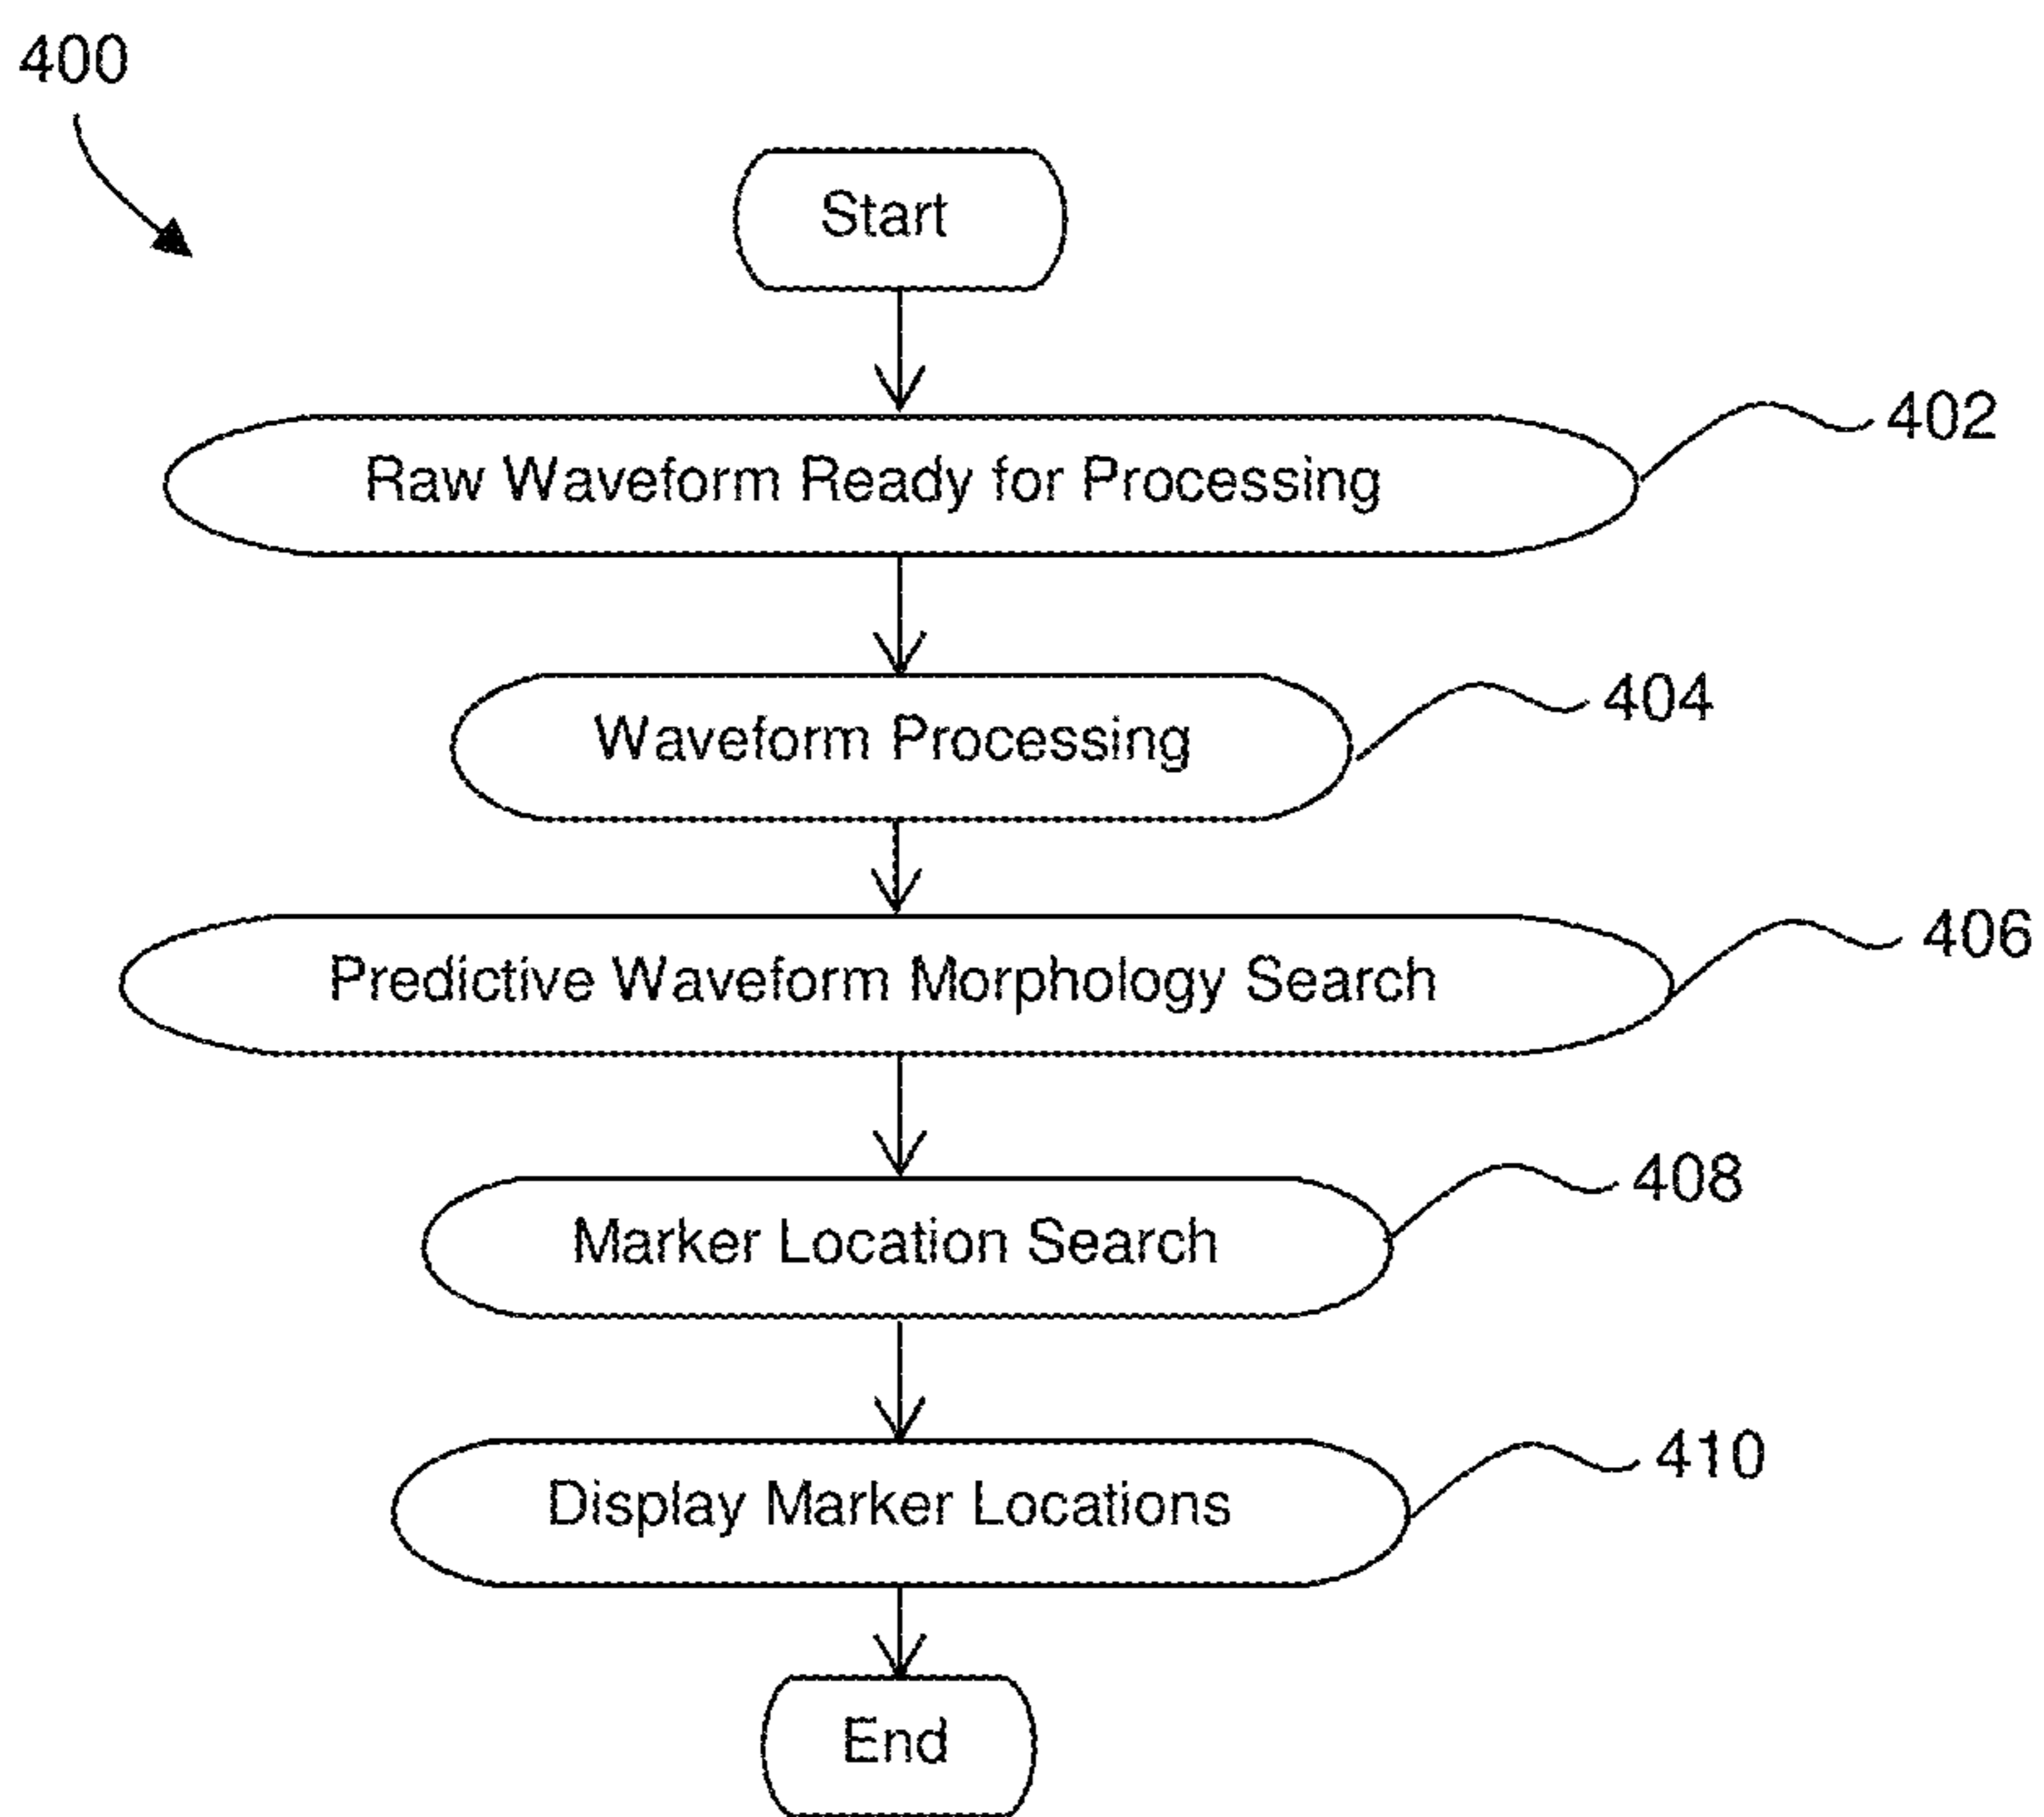 400
Start
Raw Waveform Ready for Processing
402
Waveform Processing
404
Predictive Waveform Morphology Search
406
Marker Location Search
408
Display Marker Locations
410
End